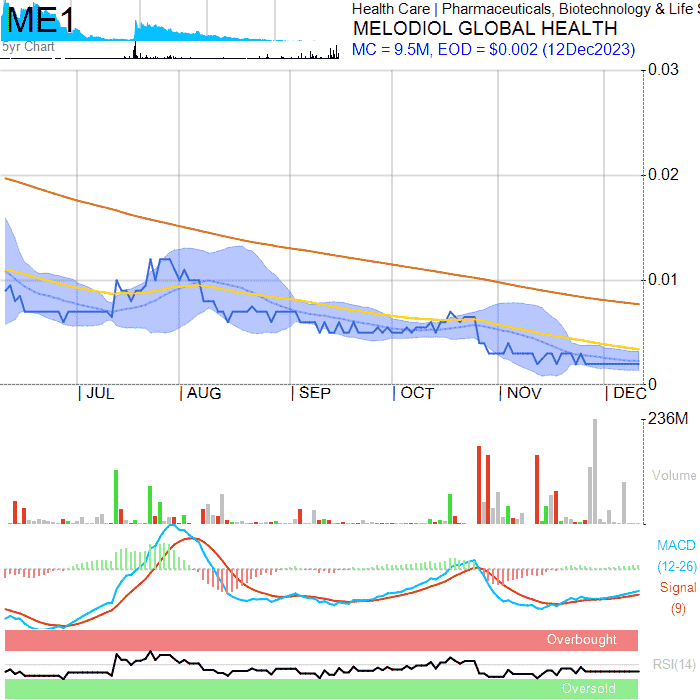 ME1
Health Care | Pharmaceuticals, Biotechnology & Life S
MELODIOL GLOBAL HEALTH
MC = 9.5M, EOD = $0.002 (12Dec2023)
5yr Chart
0.03
0.02
0.01
0
| JUL | AUG | SEP | OCT | NOV | DEC
236M
Volume
MACD
(12-26)
Signal
(9)
Overbought
RSI(14)
Oversold